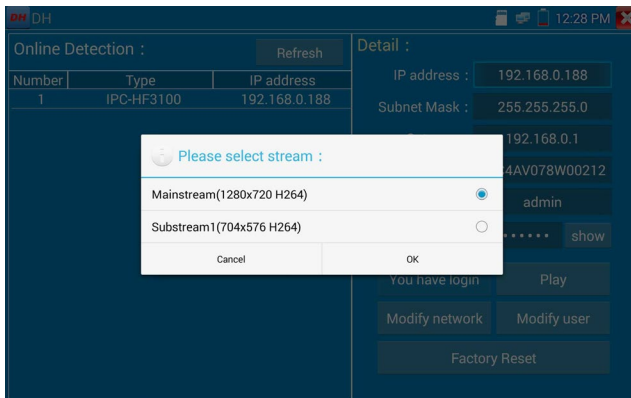 DH DH 12:28 PM
Online Detection : Refresh
Number Type IP address
1 IPC-HF3100 192.168.0.188
Detail :
IP address : 192.168.0.188
Subnet Mask : 255.255.255.0
192.168.0.1
4AV078W00212
admin
•••••• show
You have login Play
Modify network Modify user
Factory Reset
Please select stream :
Mainstream(1280x720 H264)
Substream1(704x576 H264)
Cancel OK